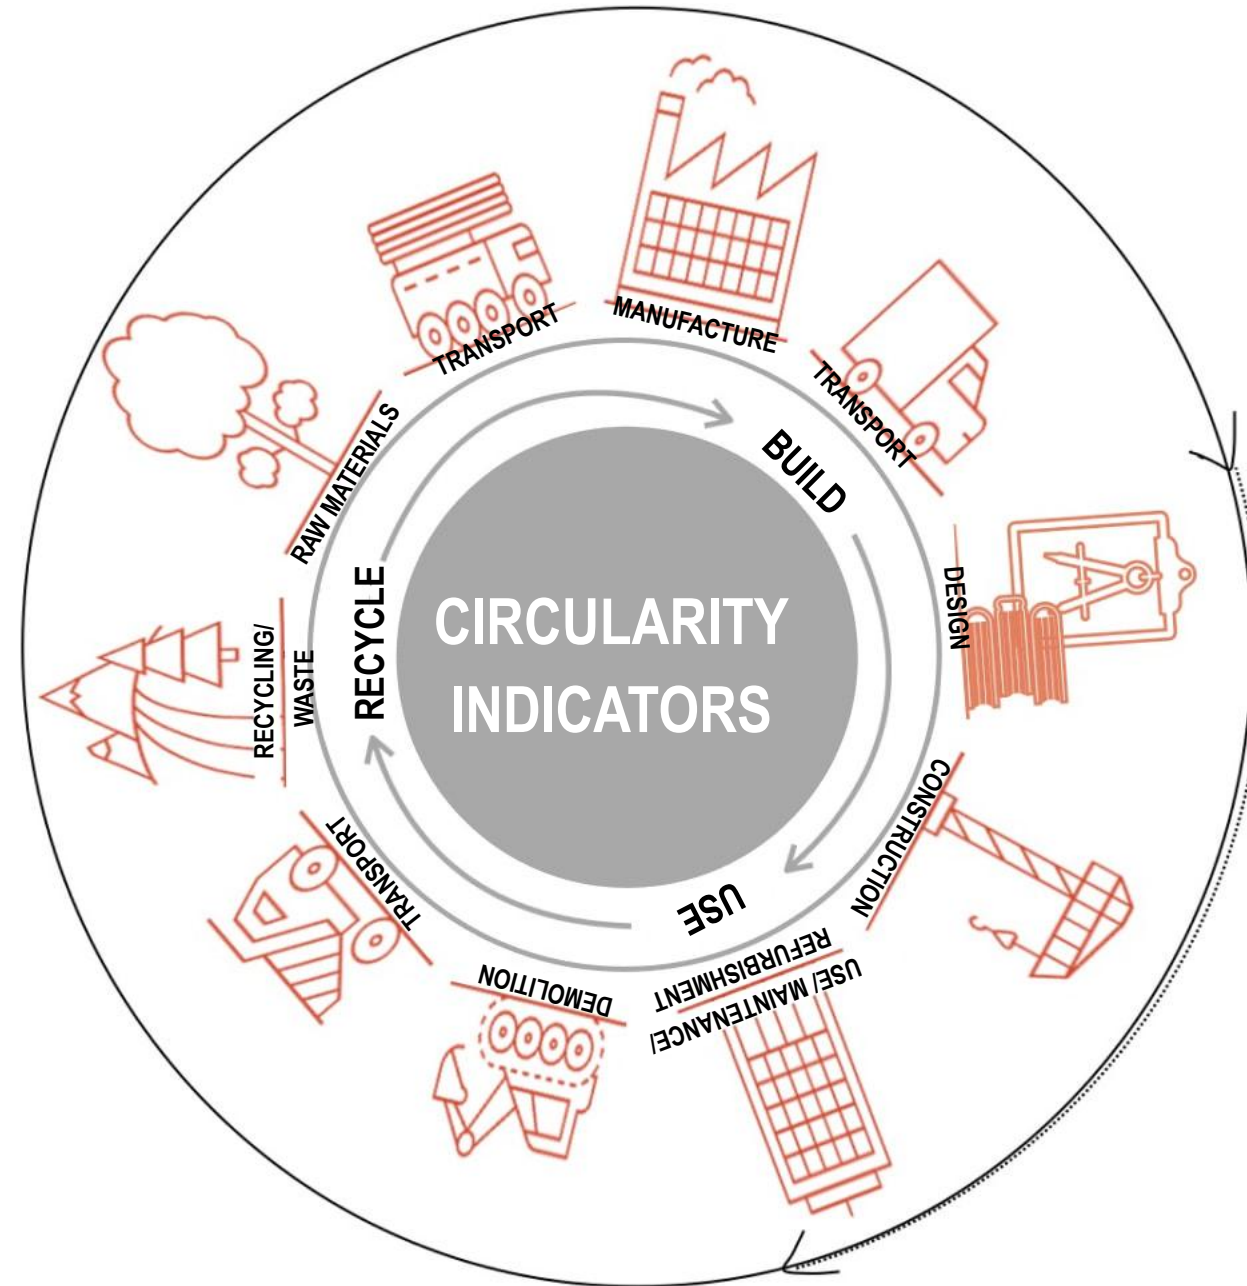 CIRCULARITY
INDICATORS
BUILD
USE
RECYCLE
RAW MATERIALS
TRANSPORT
MANUFACTURE
TRANSPORT
DESIGN
CONSTRUCTION
USE/ MAINTENANCE/
REFURBISHMENT
DEMOLITION
TRANSPORT
RECYCLING/
WASTE